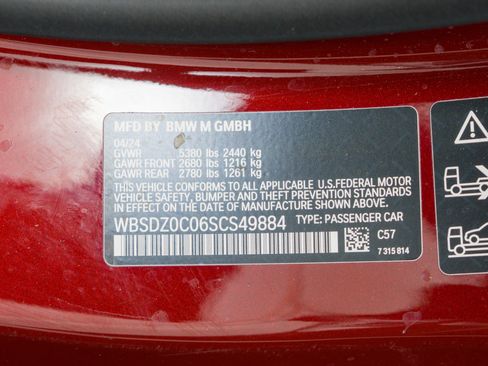 MFD BY BMW M GMBH
04/24
GVWR 5380 lbs 2440 kg
GAWR FRONT 2680 lbs 1216 kg
GAWR REAR 2780 lbs 1261 kg
THIS VEHICLE CONFORMS TO ALL APPLICABLE U.S.FEDERAL MOTOR
VEHICLE SAFETY, BUMPER, AND THEFT PREVENTION STANDARDS
IN EFFECT ON THE DATE OF MANUFACTURE SHOWN ABOVE.
WBSDZ0C06SCS49884 TYPE: PASSENGER CAR
C57
7 315 814